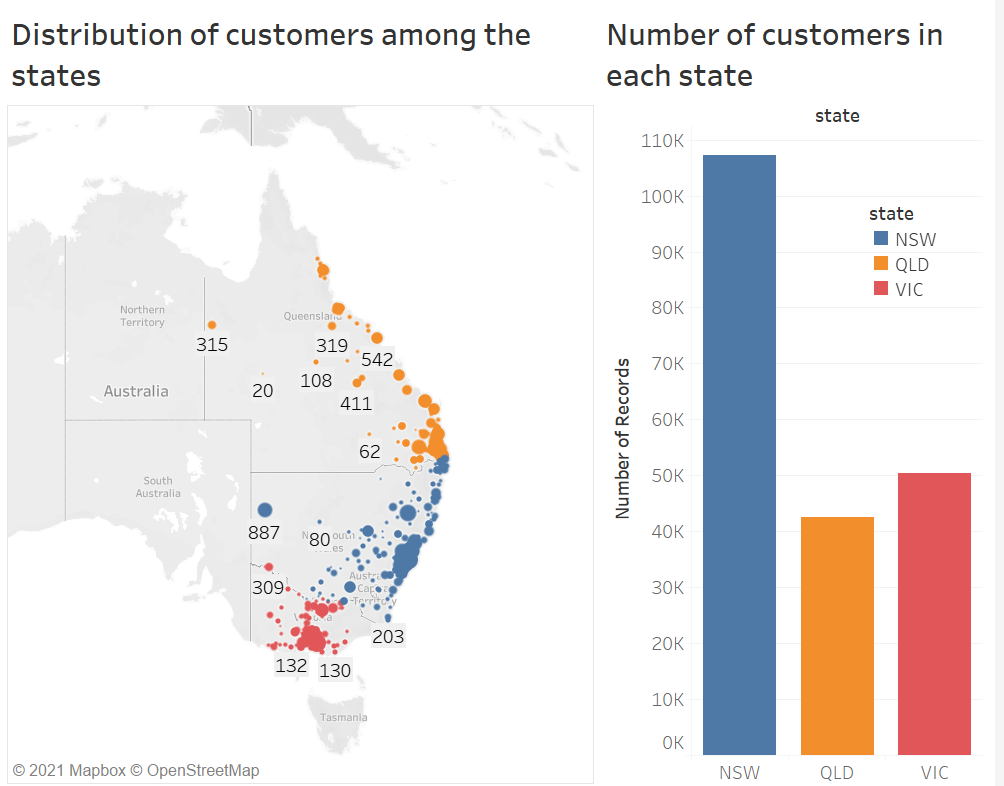 Distribution of customers among the
states
Northern
Territory
Queensland
315
319
542
108
20
411
Australia
62
South
Australia
887
80
309
Territory
203
132
130
Tasmania
© 2021 Mapbox © OpenStreetMap
Number of customers in
each state
state
110K
100K
90K
80K
70K
60K
50K
40K
30K
20K
10K
0K
Number of Records
state
NSW
QLD
VIC
NSW
QLD
VIC